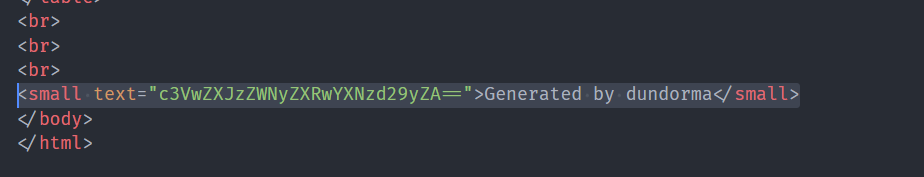 <br>
<br>
<br>
<small text="c3VwZXJzZWNyZXRwYXNzd29yZA==">Generated by dundorma</small>
</body>
</html>